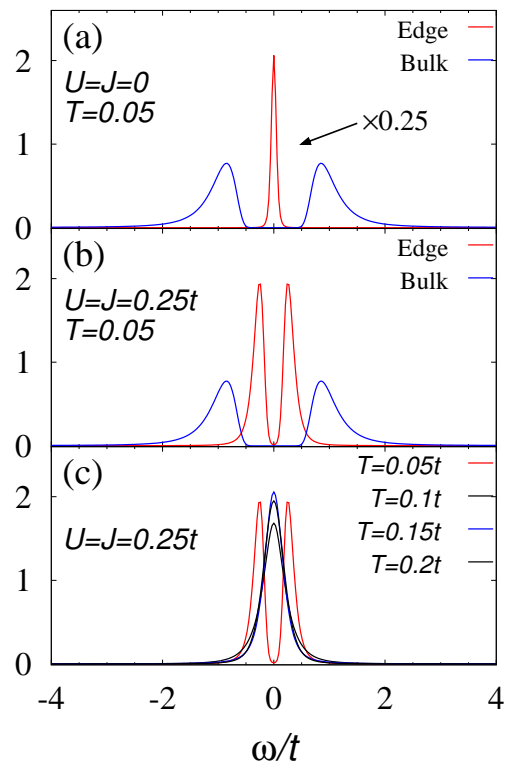 (a)
Edge
Bulk
U=J=0
T=0.05
×0.25
2
1
0
(b)
Edge
Bulk
U=J=0.25t
T=0.05
2
1
0
(c)
T=0.05t
T=0.1t
T=0.15t
T=0.2t
U=J=0.25t
2
1
0
-4 -2 0 2 4
ω/t